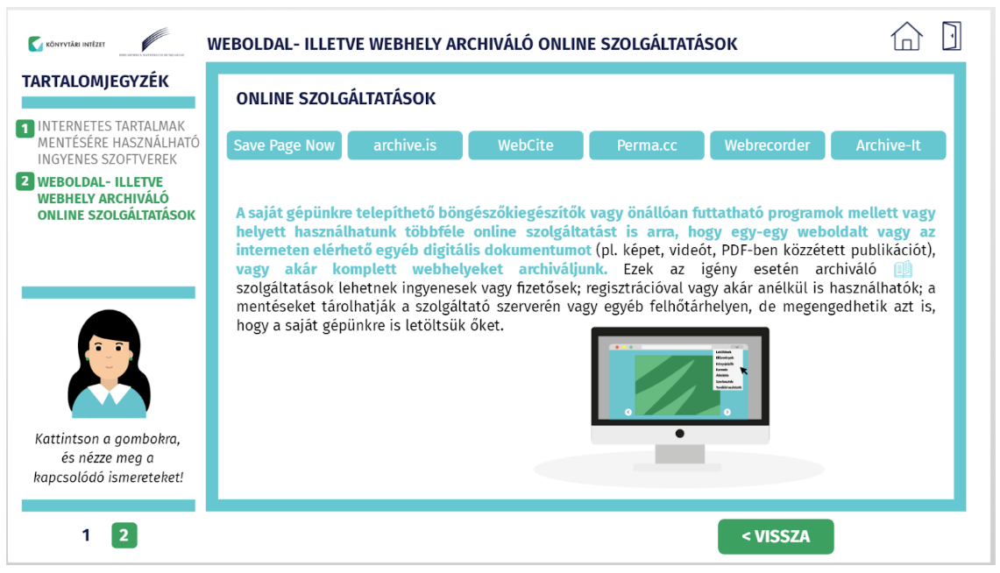 KÖNYVTÁRI INTÉZET
WEBOLDAL- ILLETVE WEBHELY ARCHIVÁLÓ ONLINE SZOLGÁLTATÁSOK
TARTALOMJEGYZÉK
1 INTERNETES TARTALMAK
MENTÉSÉRE HASZNÁLHATÓ
INGYENES SZOFTVEREK
2 WEBOLDAL- ILLETVE
WEBHELY ARCHIVÁLÓ
ONLINE SZOLGÁLTATÁSOK
Kattintson a gombokra,
és nézze meg a
kapcsolódó ismereteket!
1 2
ONLINE SZOLGÁLTATÁSOK
Save Page Now archive.is WebCite Perma.cc Webrecorder Archive-It
A saját gépünkre telepíthető böngészőkiegészítők vagy önállóan futtatható programok mellett vagy
helyett használhatunk többféle online szolgáltatást is arra, hogy egy-egy weboldalt vagy az
interneten elérhető egyéb digitális dokumentumot (pl. képet, videót, PDF-ben közzétett publikációt),
vagy akár komplett webhelyeket archiváljunk. Ezek az igény esetén archiváló
szolgáltatások lehetnek ingyenesek vagy fizetősek; regisztrációval vagy akár anélkül is használhatók; a
mentéseket tárolhatják a szolgáltató szerverén vagy egyéb felhőtárhelyen, de megengedhetik azt is,
hogy a saját gépünkre is letöltsük őket.
< VISSZA